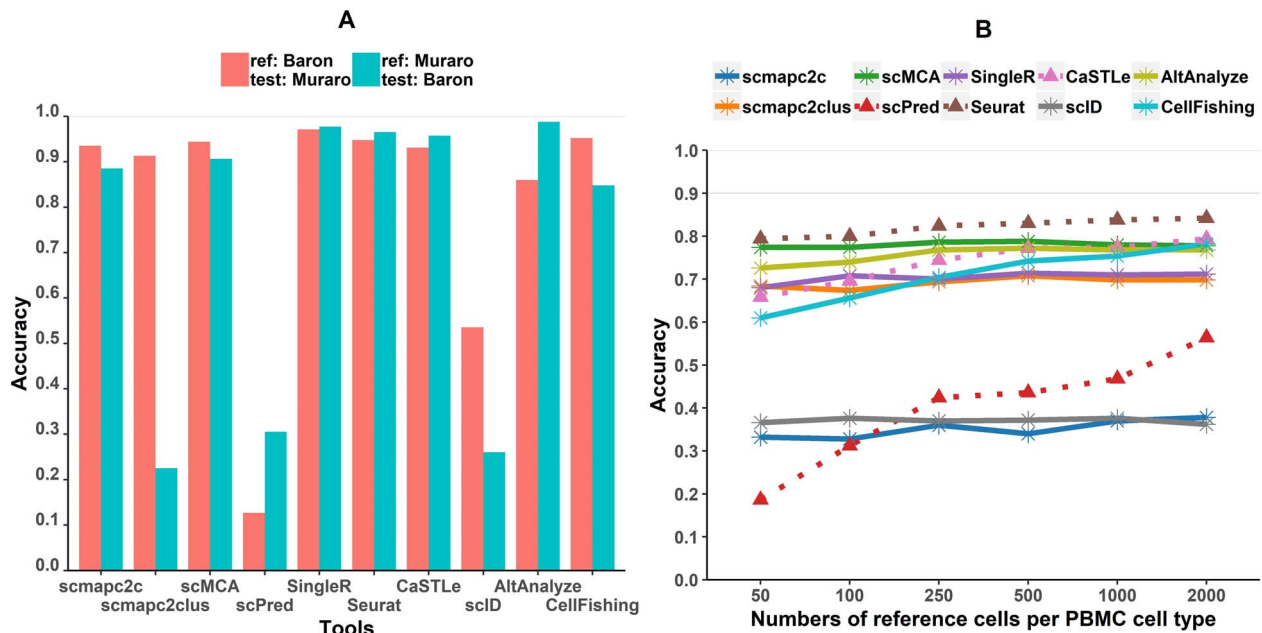 A
ref: Baron ref: Muraro
test: Muraro test: Baron
1.0
0.9
0.8
0.7
0.6
0.5
0.4
0.3
0.2
0.1
0.0
Accuracy
scmapc2c scMCA SingleR CaSTLe AltAnalyze
scmapc2clus scPred Seurat scID CellFishing
Tools
B
scmapc2c scMCA SingleR CaSTLe AltAnalyze
scmapc2clus scPred Seurat scID CellFishing
1.0
0.9
0.8
0.7
0.6
0.5
0.4
0.3
0.2
0.1
0.0
Accuracy
50 100 250 500 1000 2000
Numbers of reference cells per PBMC cell type